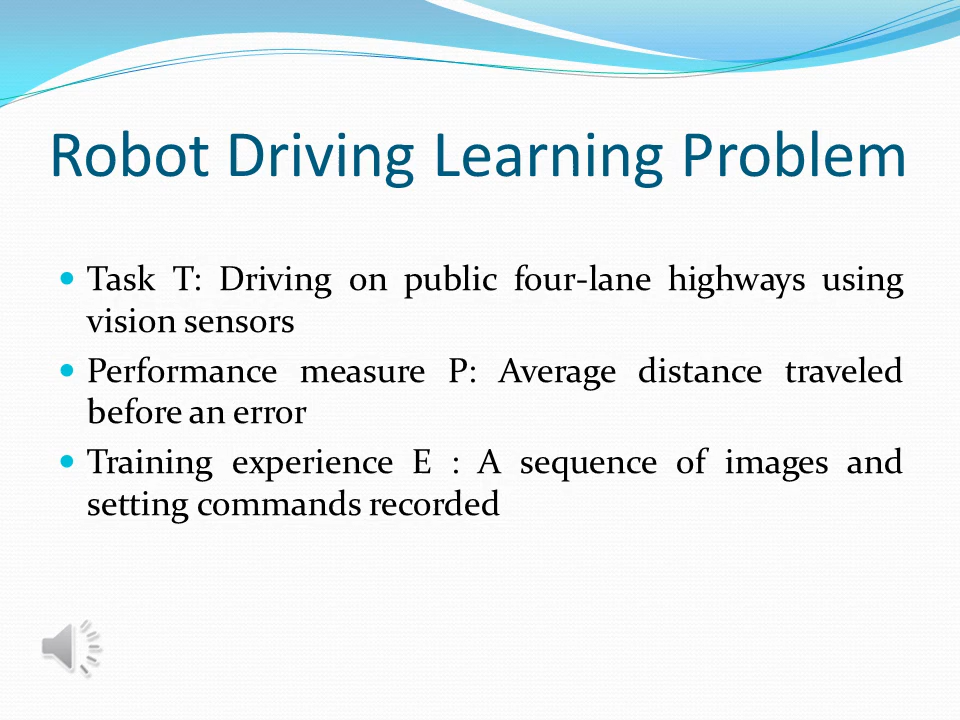 Robot Driving Learning Problem
Task T: Driving on public four-lane highways using
vision sensors
Performance measure P: Average distance traveled
before an error
Training experience E : A sequence of images and
setting commands recorded